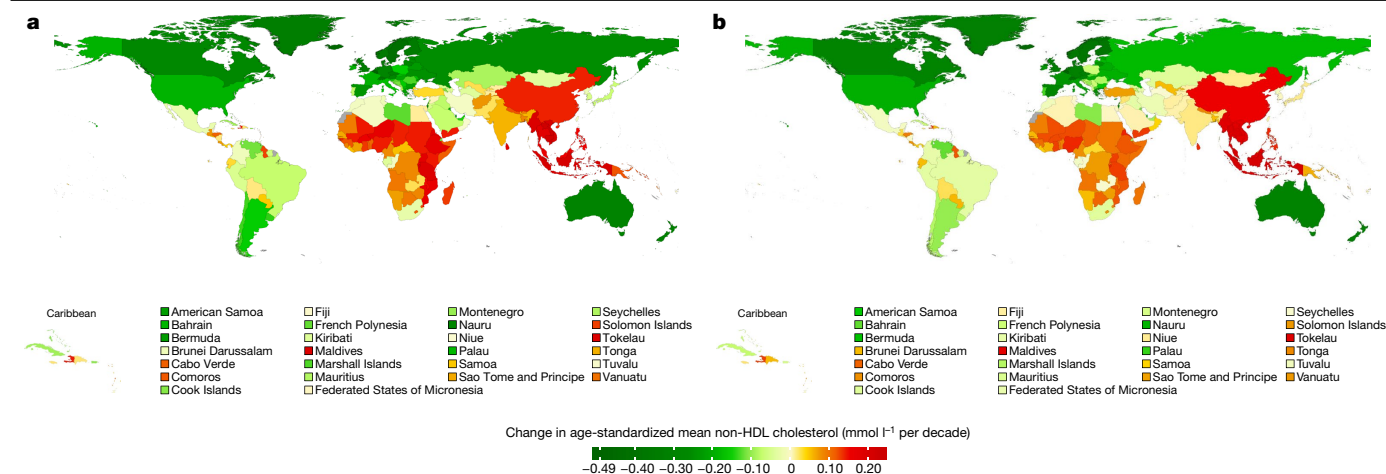 a
b
Caribbean
American Samoa
Bahrain
Bermuda
Brunei Darussalam
Cabo Verde
Comoros
Cook Islands
Fiji
French Polynesia
Kiribati
Maldives
Marshall Islands
Mauritius
Federated States of Micronesia
Montenegro
Nauru
Niue
Palau
Samoa
Sao Tome and Principe
Seychelles
Solomon Islands
Tokelau
Tonga
Tuvalu
Vanuatu
Caribbean
American Samoa
Bahrain
Bermuda
Brunei Darussalam
Cabo Verde
Comoros
Cook Islands
Fiji
French Polynesia
Kiribati
Maldives
Marshall Islands
Mauritius
Federated States of Micronesia
Montenegro
Nauru
Niue
Palau
Samoa
Sao Tome and Principe
Seychelles
Solomon Islands
Tokelau
Tonga
Tuvalu
Vanuatu
Change in age-standardized mean non-HDL cholesterol (mmol l⁻¹ per decade)
−0.49 −0.40 −0.30 −0.20 −0.10 0 0.10 0.20